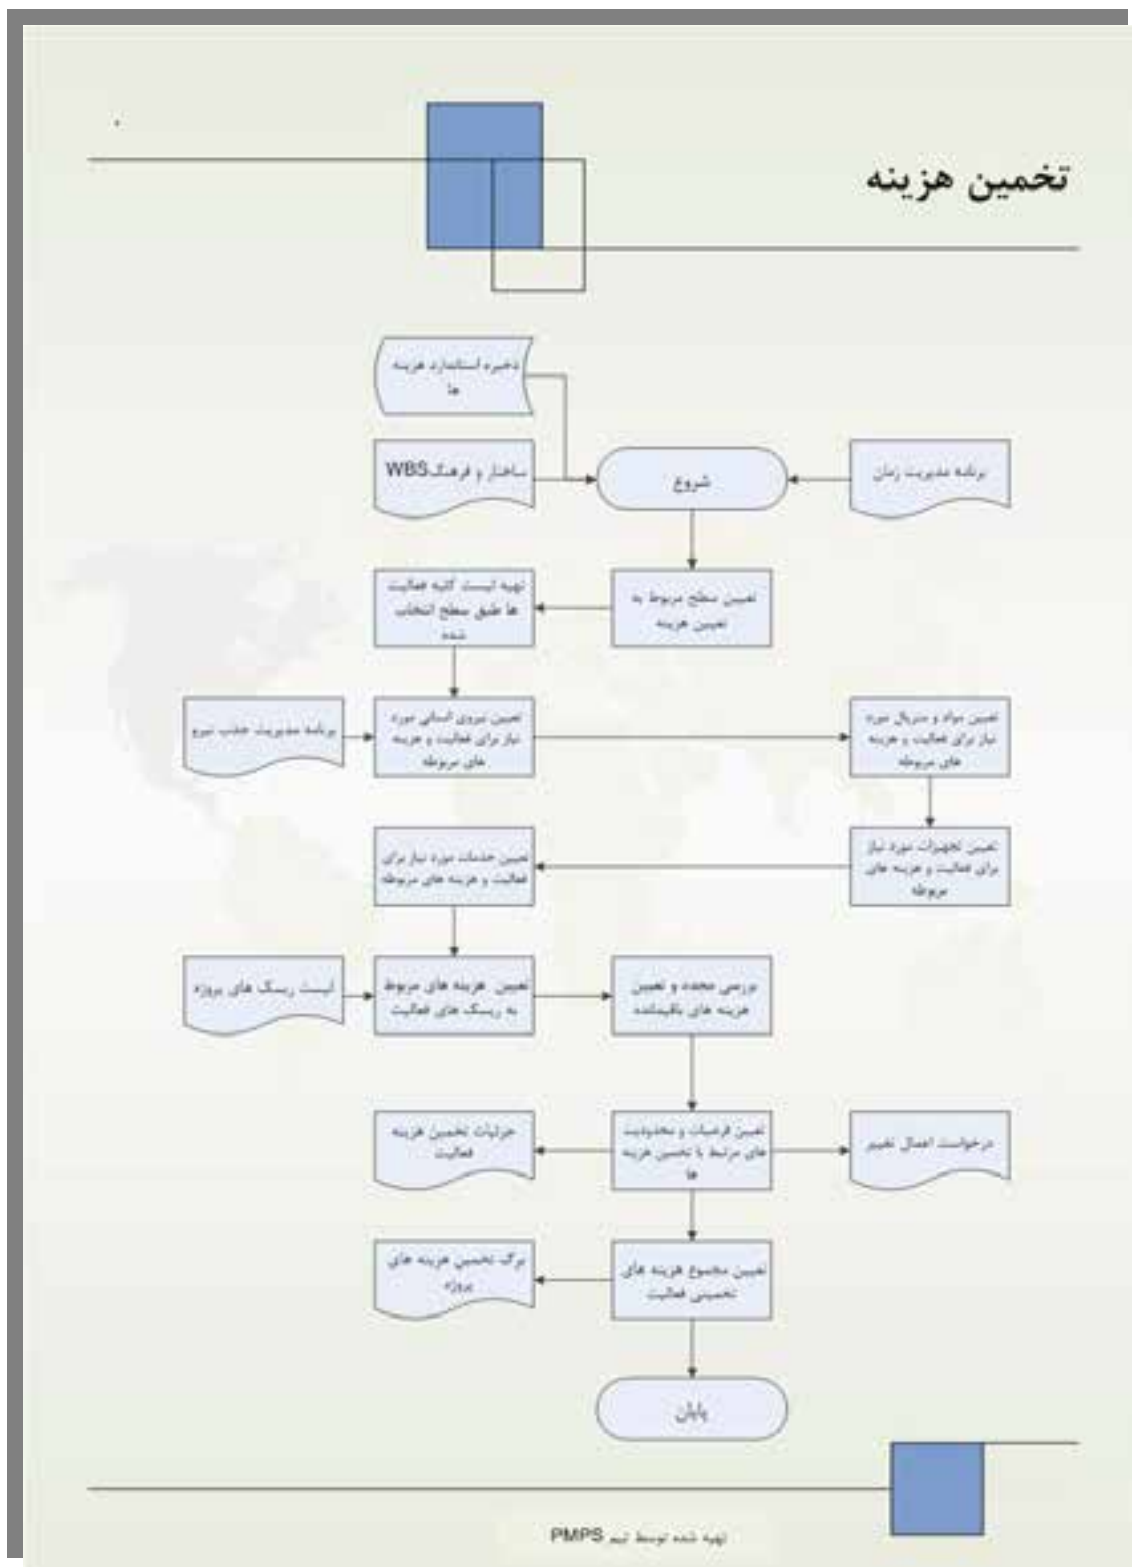 تخمین هزینه
ذخیره استاندارد هزینه
ها
ساختار و فرهنگ WBS
شروع
برنامه مدیریت زمان
تعیین سطح مربوط به
تعیین هزینه
تهیه لیست کلیه فعالیت
ها طبق سطح انتخاب
شده
برنامه مدیریت جذب نیرو
تعیین نیروی انسانی مورد
نیاز برای فعالیت و هزینه
های مربوطه
تعیین مواد و متریال مورد
نیاز برای فعالیت و هزینه
های مربوطه
تعیین تجهیزات مورد نیاز
برای فعالیت و هزینه های
مربوطه
تعیین خدمات مورد نیاز برای
فعالیت و هزینه های مربوطه
لیست ریسک های پروژه
تعیین هزینه های مربوط
به ریسک های فعالیت
بررسی مجدد و تعیین
هزینه های باقیمانده
تعیین فرضیات و محدودیت
های مرتبط با تخمین هزینه
ها
جزئیات تخمین هزینه
فعالیت
درخواست اعمال تغییر
تعیین مجموع هزینه های
تخمینی فعالیت
برگ تخمین هزینه های
پروژه
پایان
تهیه شده توسط تیم PMPS